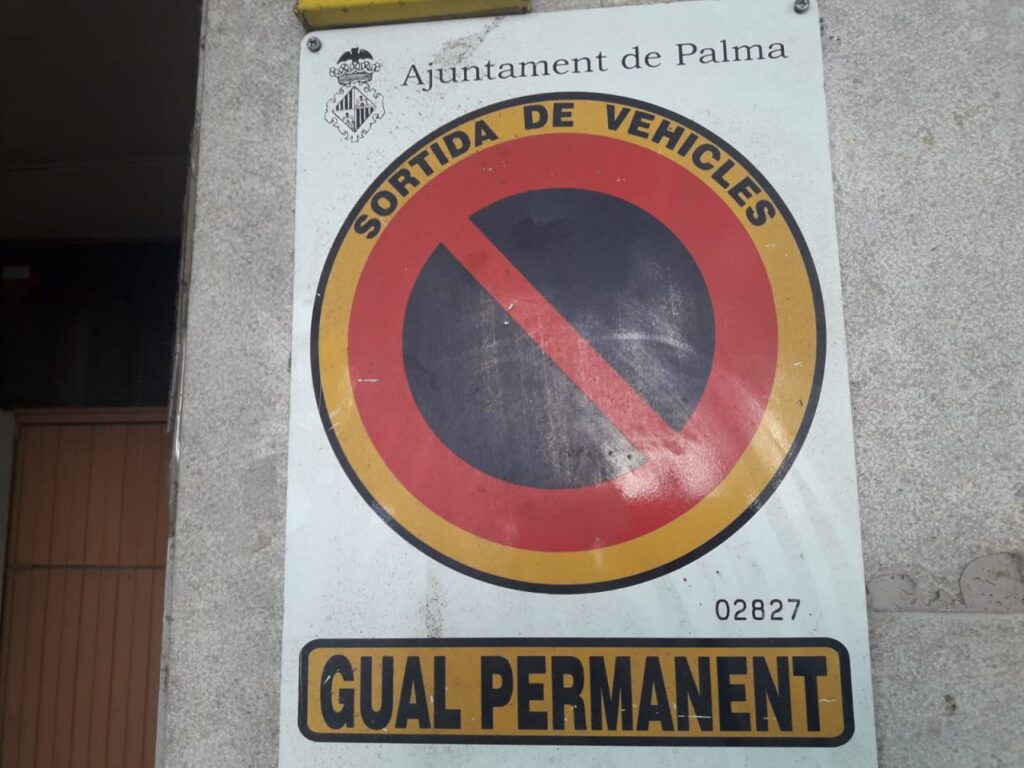 Ajuntament de Palma
SORTIDA DE VEHICLES
02827
GUAL PERMANENT